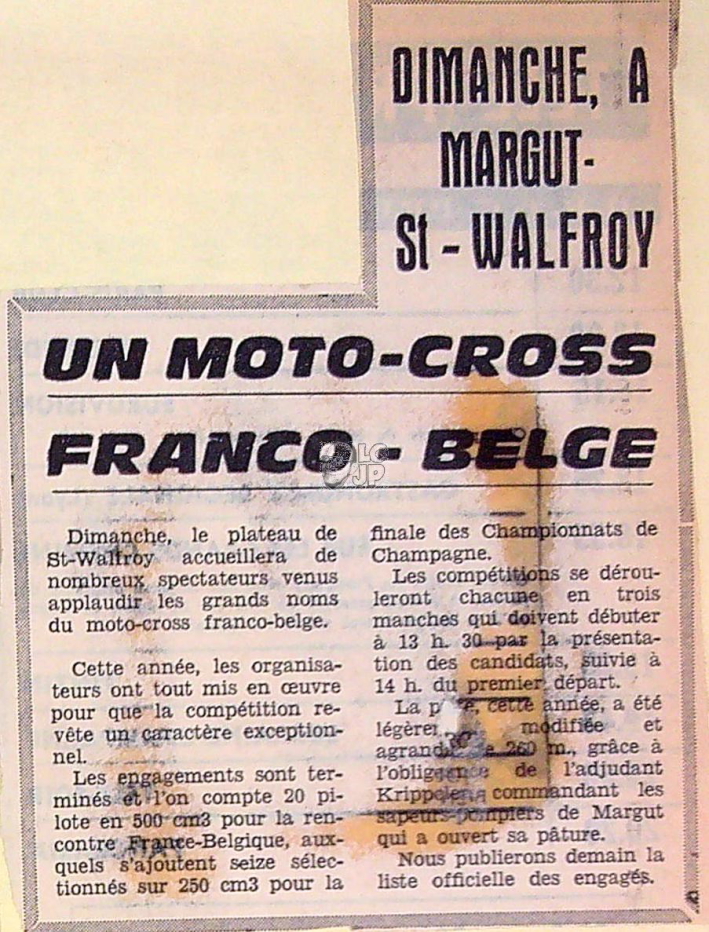 DIMANCHE, A
MARGUT-
St - WALFROY
UN MOTO-CROSS
FRANCO - BELGE
LC
JP
Dimanche, le plateau de
St-Walfroy accueillera de
nombreux spectateurs venus
applaudir les grands noms
du moto-cross franco-belge.
Cette année, les organisa-
teurs ont tout mis en œuvre
pour que la compétition re-
vête un caractère exception-
nel.
Les engagements sont ter-
minés et l'on compte 20 pi-
lote en 500 cm3 pour la ren-
contre France-Belgique, aux-
quels s'ajoutent seize sélec-
tionnés sur 250 cm3 pour la
finale des Championnats de
Champagne.
Les compétitions se dérou-
leront chacune en trois
manches qui doivent débuter
à 13 h. 30 par la présenta-
tion des candidats, suivie à
14 h. du premier départ.
La cette année, a été
modifiée et
260 m., grâce à
l'obligeance de l'adjudant
commandant les
sapeurs-pompiers de Margut
qui a ouvert sa pâture.
Nous publierons demain la
liste officielle des engagés.